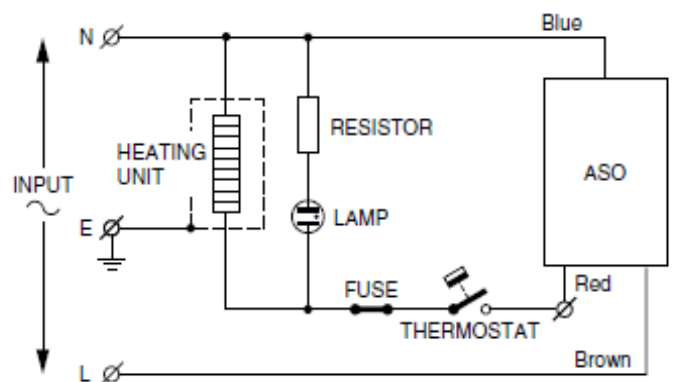 N
Blue
RESISTOR
HEATING
UNIT
ASO
INPUT
E
LAMP
FUSE
Red
THERMOSTAT
Brown
L